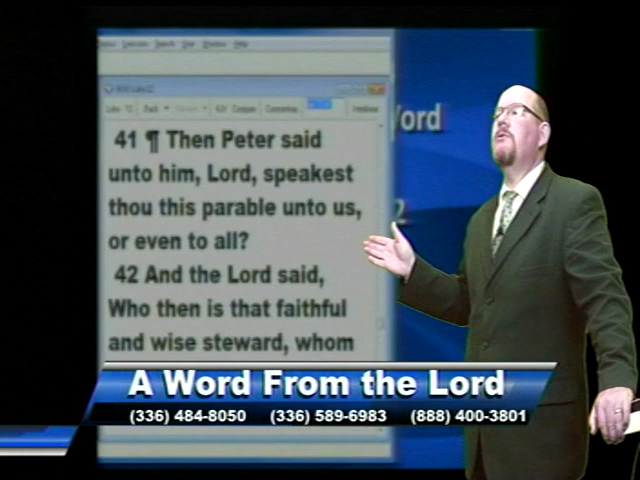 Word
2
41 ¶ Then Peter said
unto him, Lord, speakest
thou this parable unto us,
or even to all?
42 And the Lord said,
Who then is that faithful
and wise steward, whom
A Word From the Lord
(336) 484-8050 (336) 589-6983 (888) 400-3801